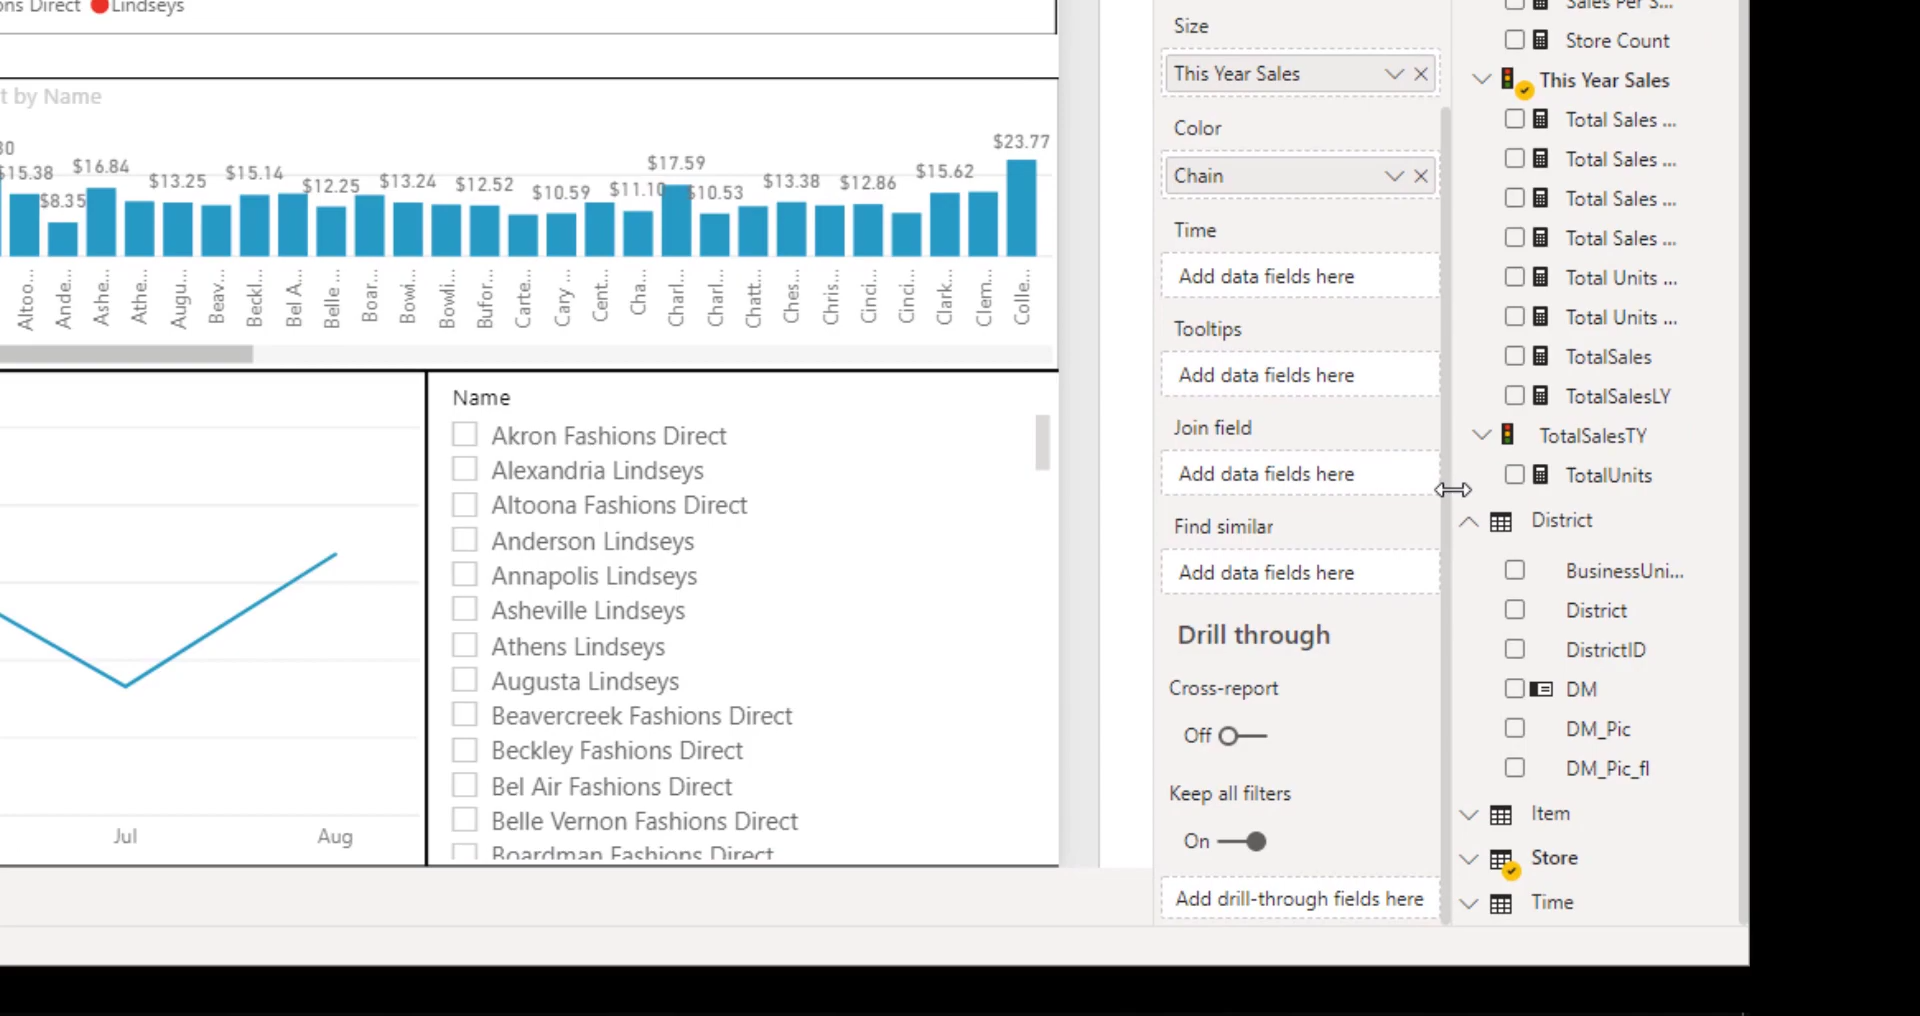 ns Direct Lindseys
t by Name
30
$15.38
$8.35
$16.84
$13.25
$15.14
$12.25
$13.24
$12.52
$10.59
$11.10
$17.59
$10.53
$13.38
$12.86
$15.62
$23.77
Altoo...
Ande...
Ashe...
Athe...
Augu...
Beav...
Beckl...
Bel A...
Belle ...
Boar...
Bowi...
Bowli...
Bufor...
Carte...
Cary ...
Cent...
Cha...
Charl...
Charl...
Chatt...
Ches...
Chris...
Cinci...
Cinci...
Clark...
Clem...
Colle...
Jul
Aug
Name
Akron Fashions Direct
Alexandria Lindseys
Altoona Fashions Direct
Anderson Lindseys
Annapolis Lindseys
Asheville Lindseys
Athens Lindseys
Augusta Lindseys
Beavercreek Fashions Direct
Beckley Fashions Direct
Bel Air Fashions Direct
Belle Vernon Fashions Direct
Boardman Fashions Direct
Size
This Year Sales
Color
Chain
Time
Add data fields here
Tooltips
Add data fields here
Join field
Add data fields here
Find similar
Add data fields here
Drill through
Cross-report
Off
Keep all filters
On
Add drill-through fields here
Sales Per S...
Store Count
This Year Sales
Total Sales ...
Total Sales ...
Total Sales ...
Total Sales ...
Total Units ...
Total Units ...
TotalSales
TotalSalesLY
TotalSalesTY
TotalUnits
District
BusinessUni...
District
DistrictID
DM
DM_Pic
DM_Pic_fl
Item
Store
Time